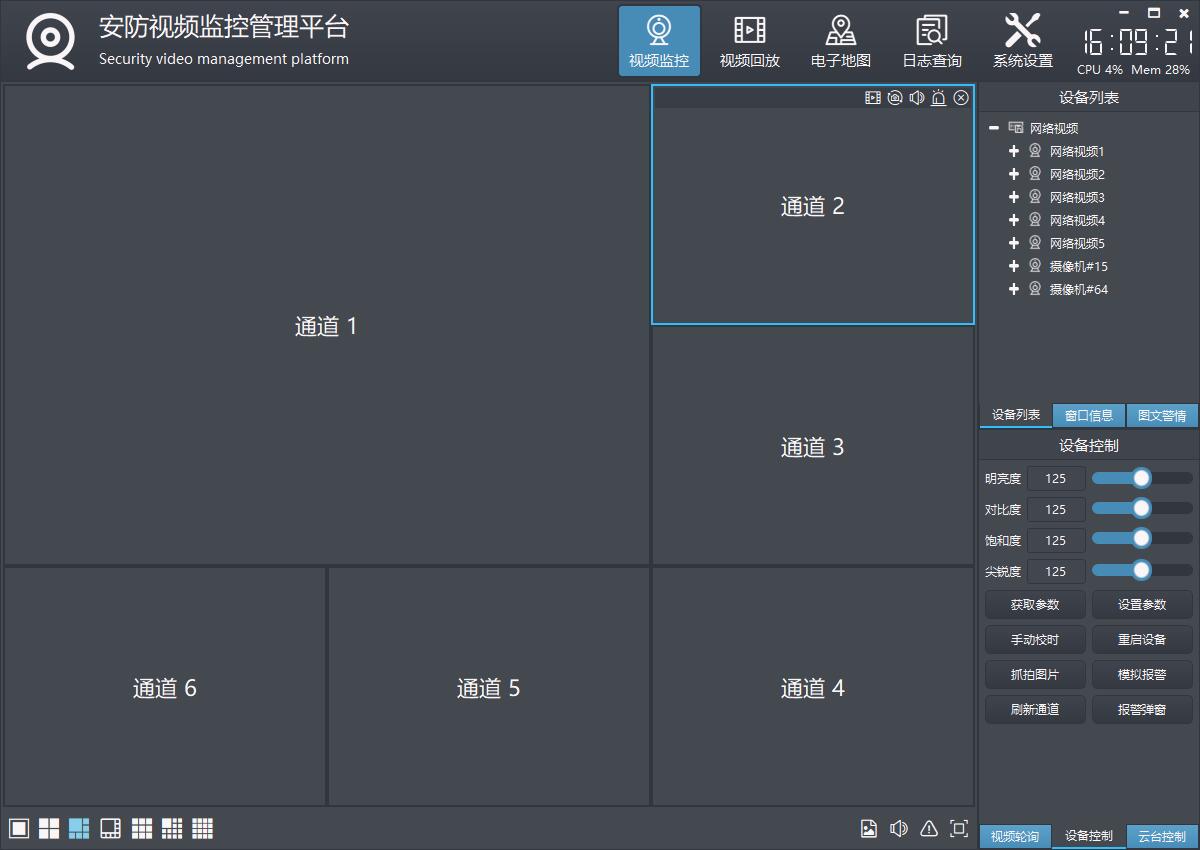 安防视频监控管理平台
Security video management platform
视频监控
视频回放
电子地图
日志查询
系统设置
16:09:21
CPU 4% Mem 28%
通道 1
通道 2
通道 3
通道 6
通道 5
通道 4
设备列表
网络视频
网络视频1
网络视频2
网络视频3
网络视频4
网络视频5
摄像机#15
摄像机#64
设备列表
窗口信息
图文警情
设备控制
明亮度 125
对比度 125
饱和度 125
尖锐度 125
获取参数 设置参数
手动校时 重启设备
抓拍图片 模拟报警
刷新通道 报警弹窗
视频轮询
设备控制
云台控制